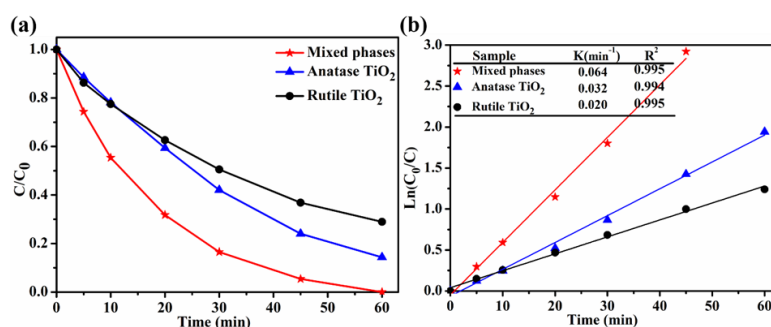 (a)
1.0
0.8
0.6
0.4
0.2
0.0
C/C₀
Mixed phases
Anatase TiO₂
Rutile TiO₂
0 10 20 30 40 50 60
Time (min)
(b)
3.0
2.5
2.0
1.5
1.0
0.5
0.0
Ln(C₀/C)
Sample K(min⁻¹) R²
Mixed phases 0.064 0.995
Anatase TiO₂ 0.032 0.994
Rutile TiO₂ 0.020 0.995
0 10 20 30 40 50 60
Time (min)